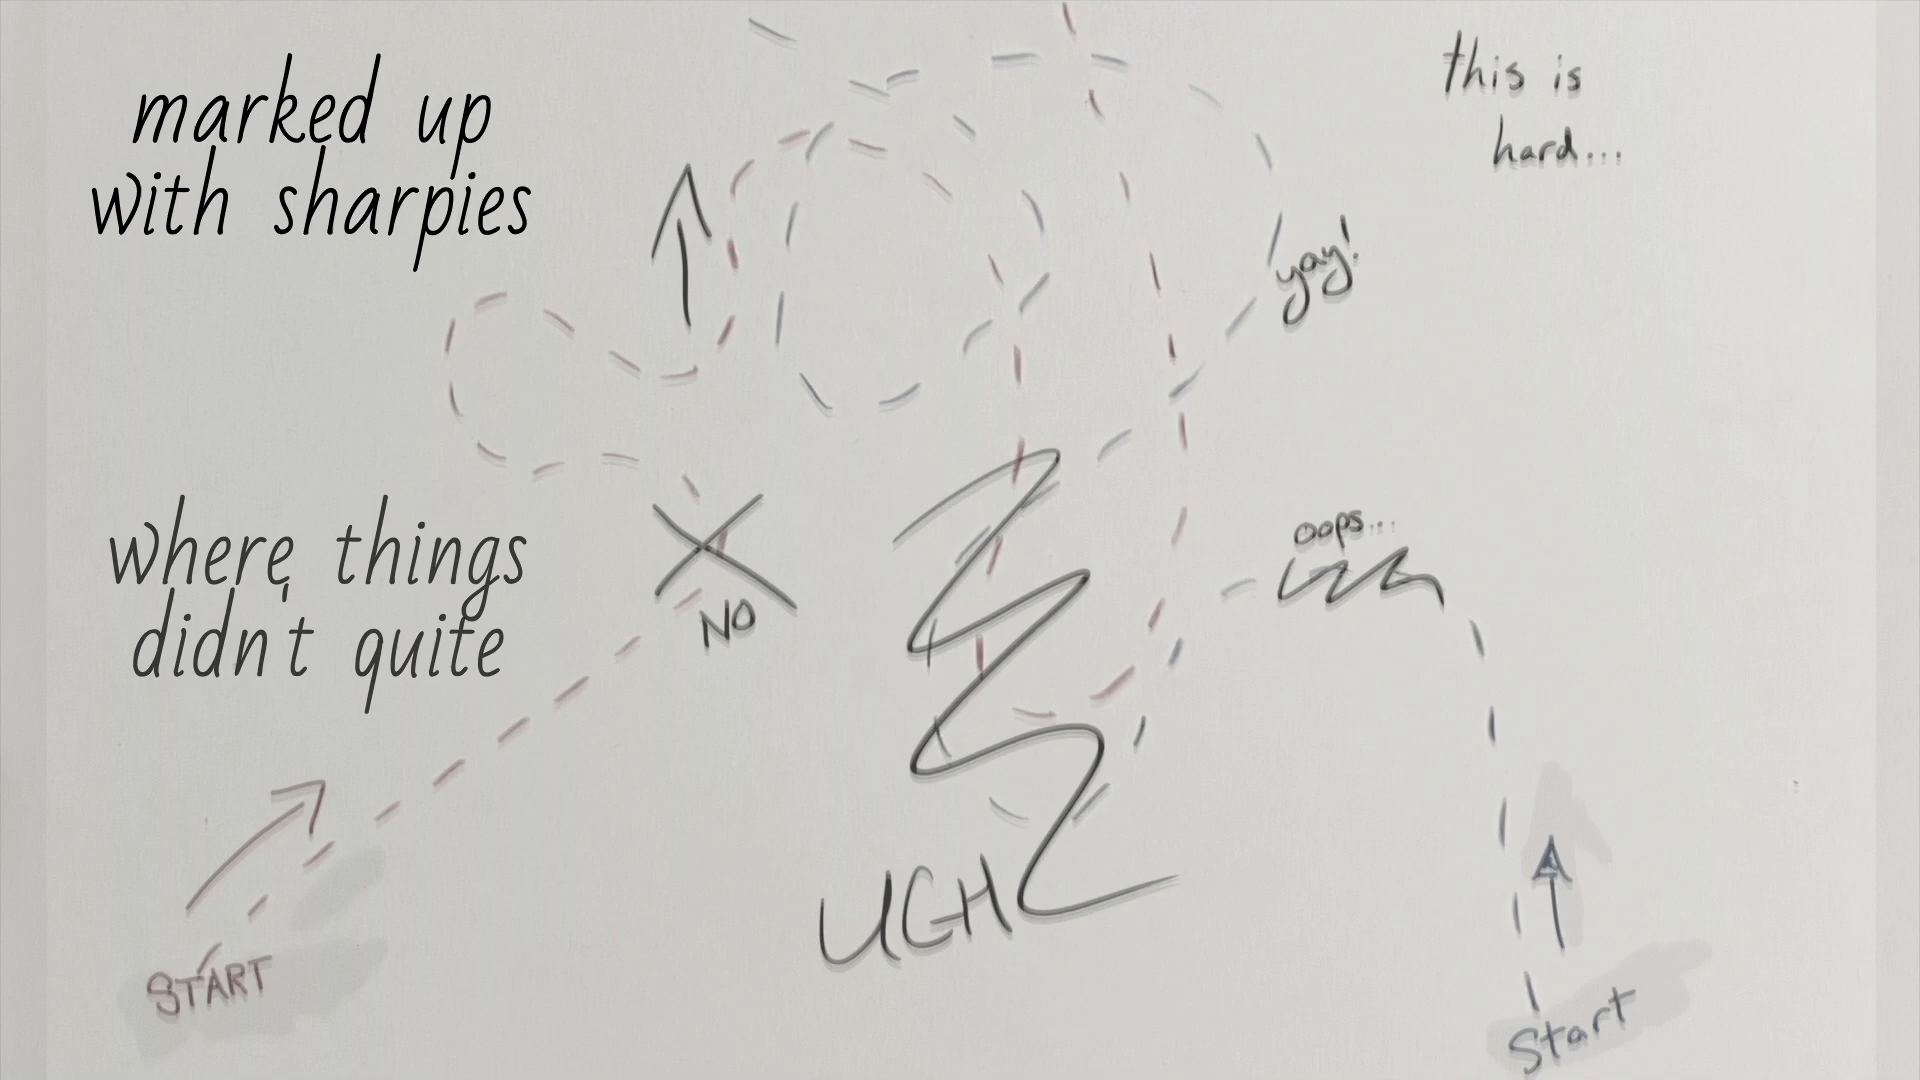 marked up
with sharpies
this is
hard...
yay!
where things
didn't quite
oops...
NO
UGH
START
Start